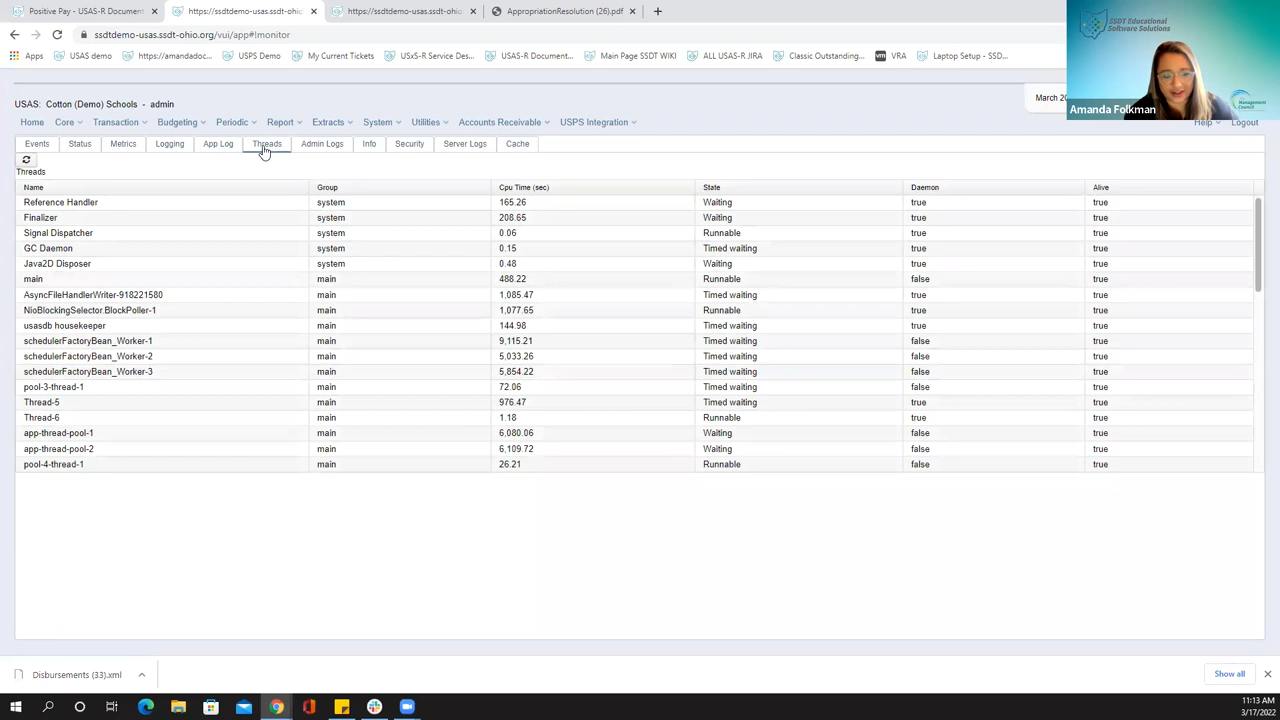 Positive Pay - USAS-R Document
https://ssdtdemo-usas.ssdt-ohio
https://ssdtdemo-usas.ssdt-ohio.
AppropriationResolution (26).pdf
ssdtdemo-usas.ssdt-ohio.org/vui/app#!monitor
Apps USAS demo https://amandadoc... USPS Demo My Current Tickets USxS-R Service Des... USAS-R Document... Main Page SSDT WIKI ALL USAS-R JIRA Classic Outstanding... VRA Laptop Setup - SSD...
SSDT Educational
Software Solutions
Management
Council
Amanda Folkman
USAS: Cotton (Demo) Schools - admin
March 20
Home Core Transaction Budgeting Periodic Report Extracts System Utilities Accounts Receivable USPS Integration Help Logout
Events Status Metrics Logging App Log Threads Admin Logs Info Security Server Logs Cache
Threads
Name Group Cpu Time (sec) State Daemon Alive
Reference Handler system 165.26 Waiting true true
Finalizer system 208.65 Waiting true true
Signal Dispatcher system 0.06 Runnable true true
GC Daemon system 0.15 Timed waiting true true
Java2D Disposer system 0.48 Waiting true true
main main 488.22 Runnable false true
AsyncFileHandlerWriter-918221580 main 1,085.47 Timed waiting true true
NioBlockingSelector.BlockPoller-1 main 1,077.65 Runnable true true
usasdb housekeeper main 144.98 Timed waiting true true
schedulerFactoryBean_Worker-1 main 9,115.21 Timed waiting false true
schedulerFactoryBean_Worker-2 main 5,033.26 Timed waiting false true
schedulerFactoryBean_Worker-3 main 5,854.22 Timed waiting false true
pool-3-thread-1 main 72.06 Timed waiting false true
Thread-5 main 976.47 Timed waiting true true
Thread-6 main 1.18 Runnable true true
app-thread-pool-1 main 6,080.06 Waiting false true
app-thread-pool-2 main 6,109.72 Waiting false true
pool-4-thread-1 main 26.21 Runnable false true
Disbursements (33).xml
Show all
11:13 AM
3/17/2022